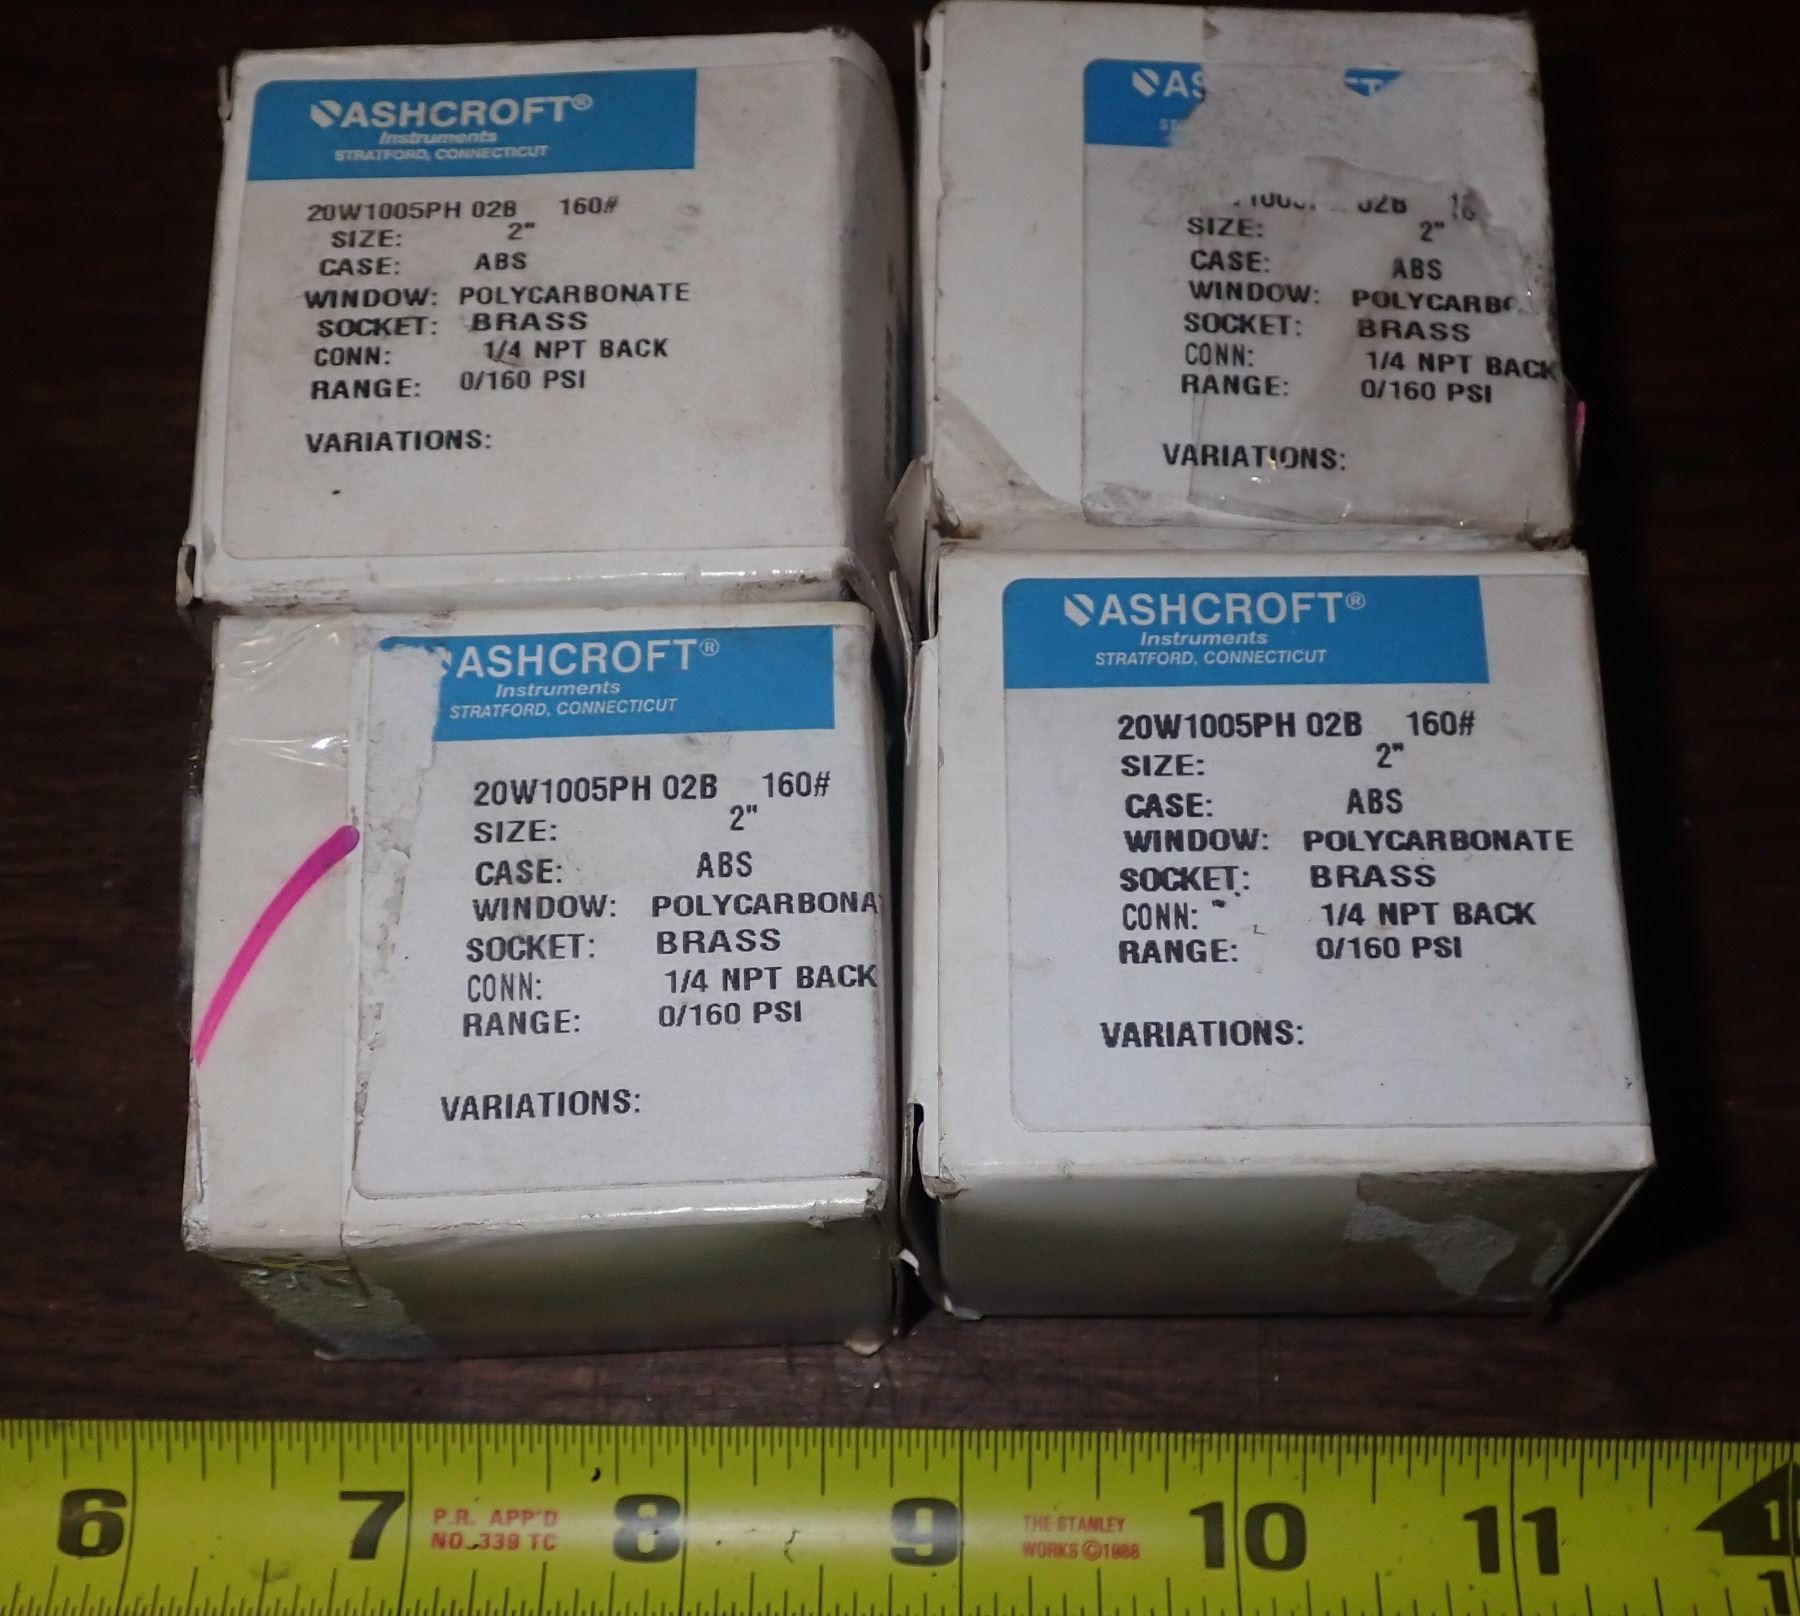 ASHCROFT®
Instruments
STRATFORD, CONNECTICUT
20W1005PH 02B 160#
SIZE: 2"
CASE: ABS
WINDOW: POLYCARBONATE
SOCKET: BRASS
CONN: 1/4 NPT BACK
RANGE: 0/160 PSI
VARIATIONS:
SIZE: 2"
CASE: ABS
WINDOW:
SOCKET: BRASS
CONN: 1/4 NPT BACK
RANGE: 0/160 PSI
VARIATIONS:
ASHCROFT®
Instruments
STRATFORD, CONNECTICUT
20W1005PH 02B 160#
SIZE: 2"
CASE: ABS
WINDOW: POLYCARBONA
SOCKET: BRASS
CONN: 1/4 NPT BACK
RANGE: 0/160 PSI
VARIATIONS:
ASHCROFT®
Instruments
STRATFORD, CONNECTICUT
20W1005PH 02B 160#
SIZE: 2"
CASE: ABS
WINDOW: POLYCARBONATE
SOCKET: BRASS
CONN: 1/4 NPT BACK
RANGE: 0/160 PSI
VARIATIONS:
6 7 8 9 10 11
P.R. APP'D
NO. 339 TC
THE STANLEY
WORKS ©1988